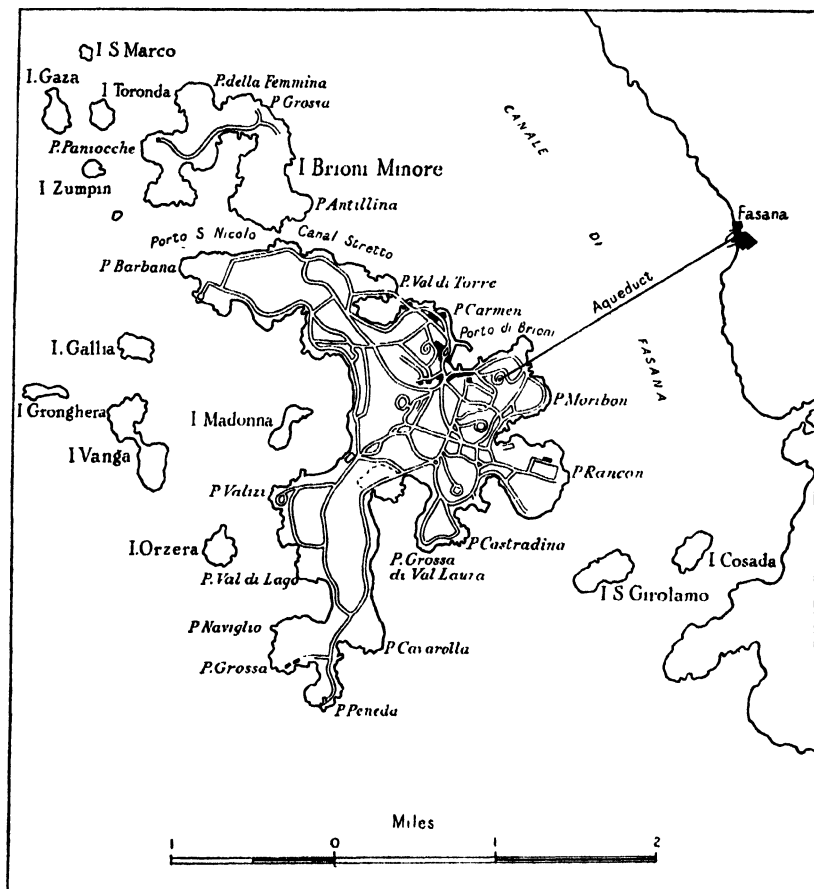 I S Marco
I. Gaza
I Toronda
P. della Femmina
P Grossa
P. Paniocche
I Brioni Minore
I Zumpin
P Antillina
CANALE
DI
FASANA
Fasana
Aqueduct
Porto S Nicolo
Canal Stretto
P Barbana
P. Val di Torre
P Carmen
Porto di Brioni
I. Gallia
I Gronghera
I Madonna
P Moribon
I Vanga
P Rancon
P Valizi
I. Orzera
P Castradina
P. Grossa
di Val Laura
I Cosada
I S Girolamo
P. Val di Lago
P Naviglio
P Cavarolla
P. Grossa
P Peneda
Miles
1 0 1 2